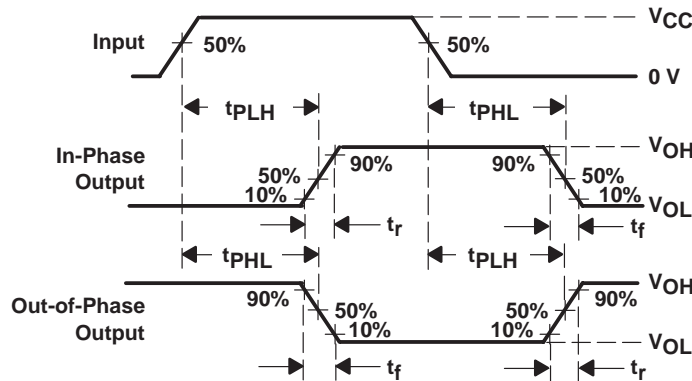 VCC
Input
50%
50%
0 V
tPLH
tPHL
In-Phase
Output
VOH
90%
90%
50%
50%
10%
10%
VOL
tr
tf
tPHL
tPLH
Out-of-Phase
Output
VOH
90%
90%
50%
50%
10%
10%
VOL
tf
tr